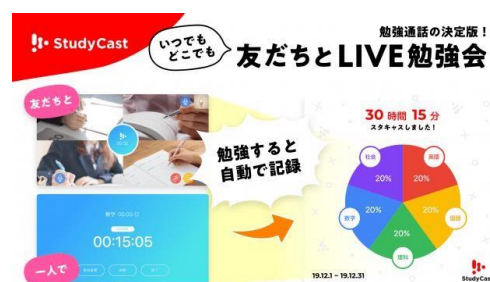 StudyCast
いつでも
どこでも
勉強通話の決定版！
友だちとLIVE勉強会
友だちと
勉強すると
自動で記録
数学
00:15:05
一人で
30 時間 15 分
スタキャスしました！
社会
英語
20%
20%
数学
20%
20%
国語
20%
理科
19.12.1 ~ 19.12.31
StudyCast